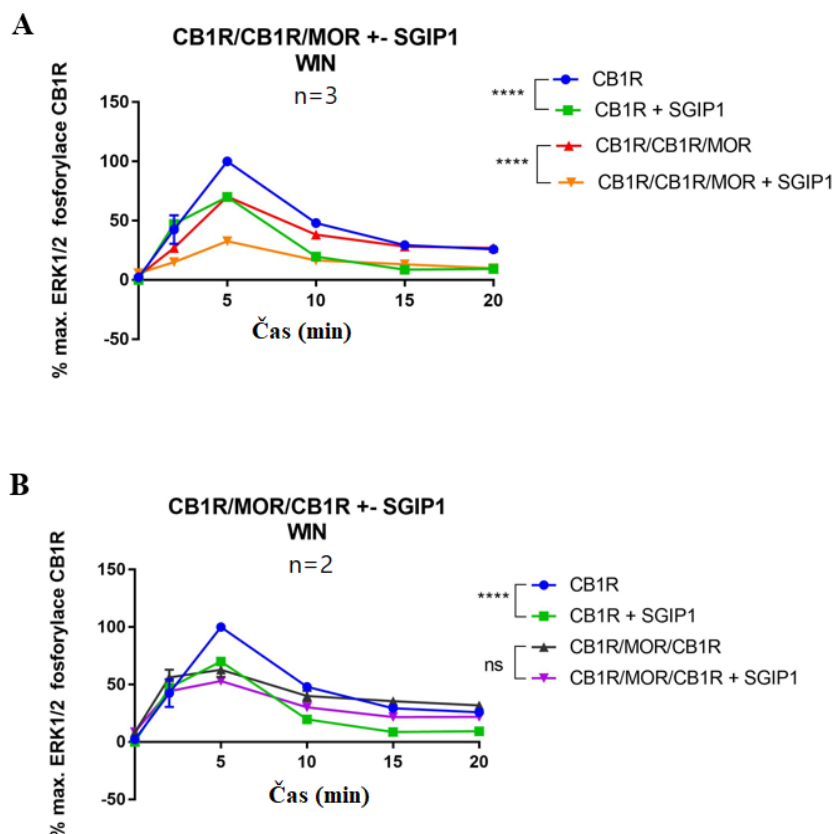 A
CB1R/CB1R/MOR +- SGIP1
WIN
n=3
% max. ERK1/2 fosforylace CB1R
150
100
50
0
-50
5
10
15
20
Čas (min)
**** CB1R
CB1R + SGIP1
**** CB1R/CB1R/MOR
CB1R/CB1R/MOR + SGIP1
B
CB1R/MOR/CB1R +- SGIP1
WIN
n=2
% max. ERK1/2 fosforylace CB1R
150
100
50
0
-50
5
10
15
20
Čas (min)
**** CB1R
CB1R + SGIP1
ns CB1R/MOR/CB1R
CB1R/MOR/CB1R + SGIP1